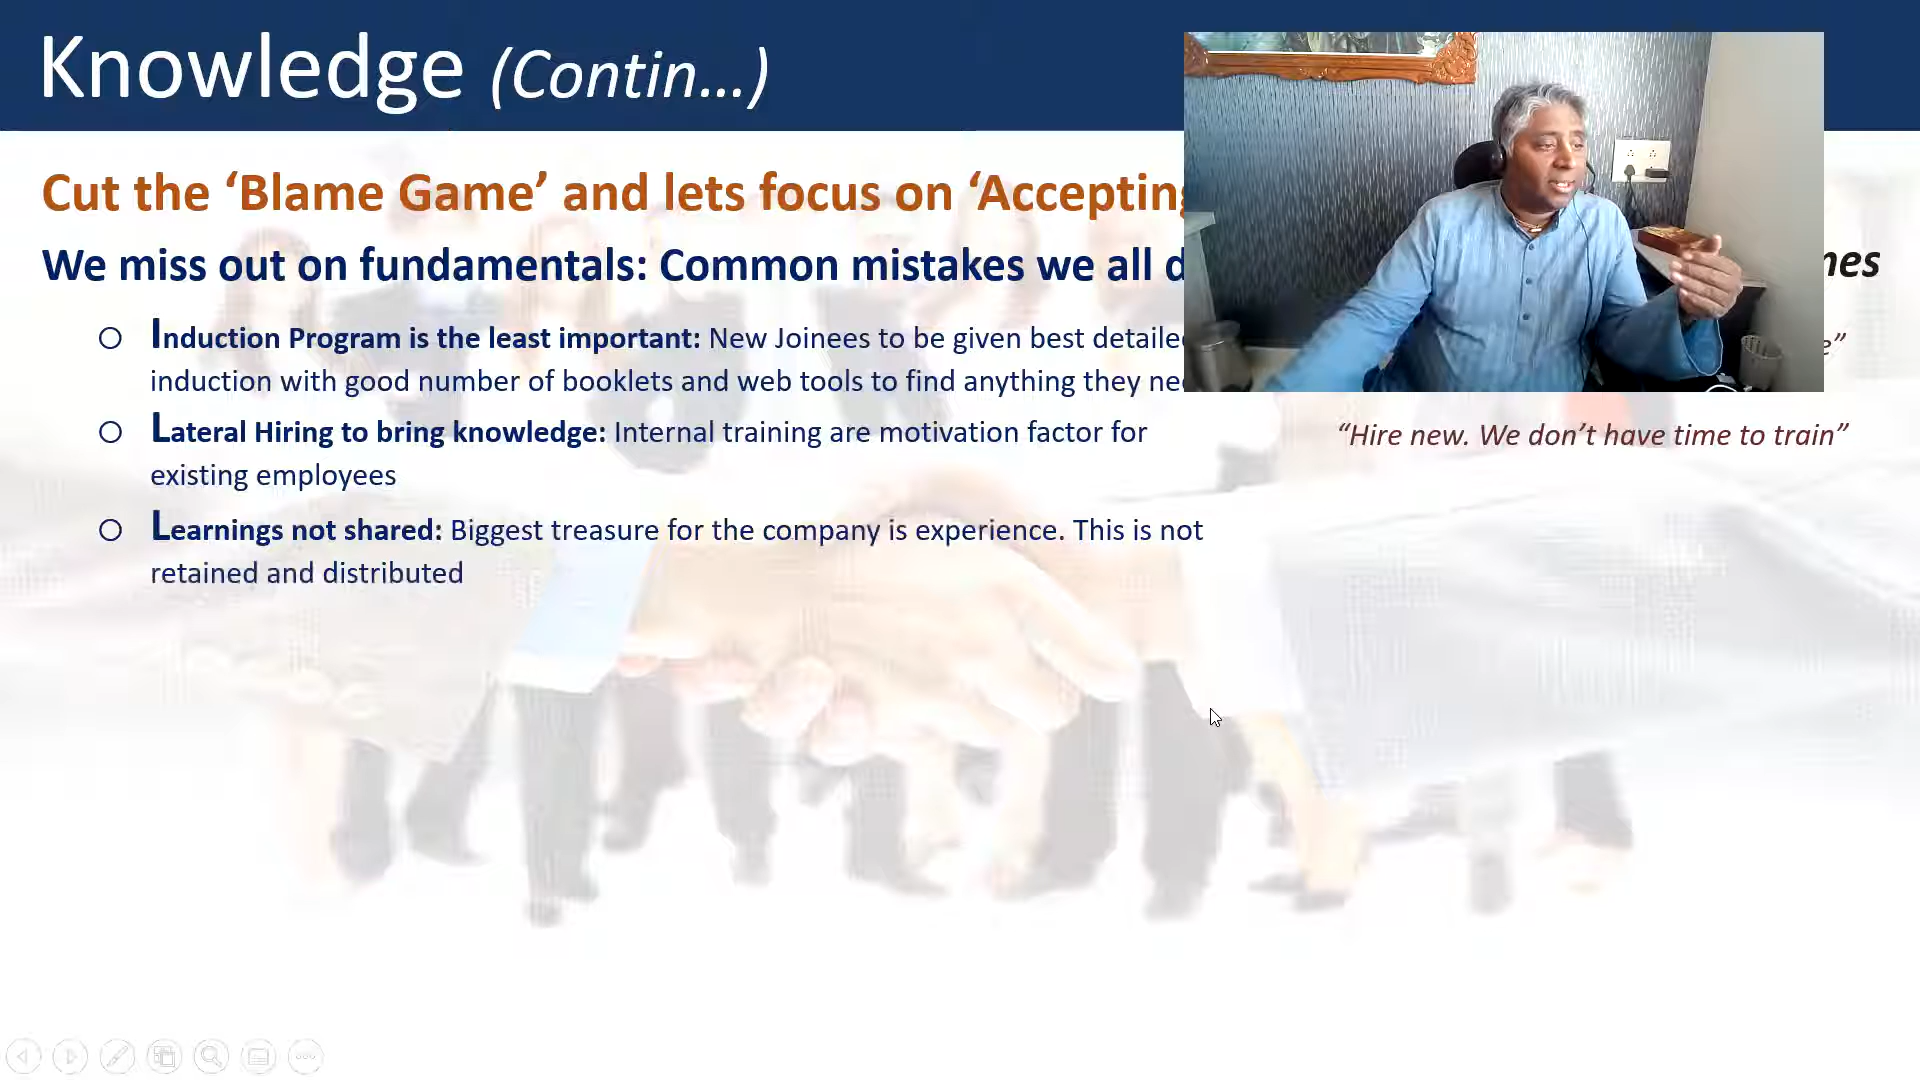 Knowledge (Contin...)
Cut the ‘Blame Game’ and lets focus on ‘Accepting
We miss out on fundamentals: Common mistakes we all
Induction Program is the least important: New Joinees to be given best detailed
induction with good number of booklets and web tools to find anything they
Lateral Hiring to bring knowledge: Internal training are motivation factor for
existing employees
“Hire new. We don’t have time to train”
Learnings not shared: Biggest treasure for the company is experience. This is not
retained and distributed